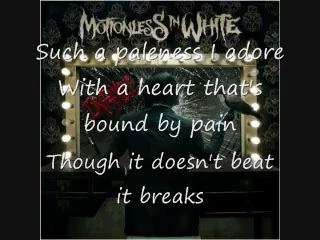 MOTIONLESS IN WHITE
Such a paleness I adore
With a heart that's
bound by pain
Though it doesn't beat
it breaks